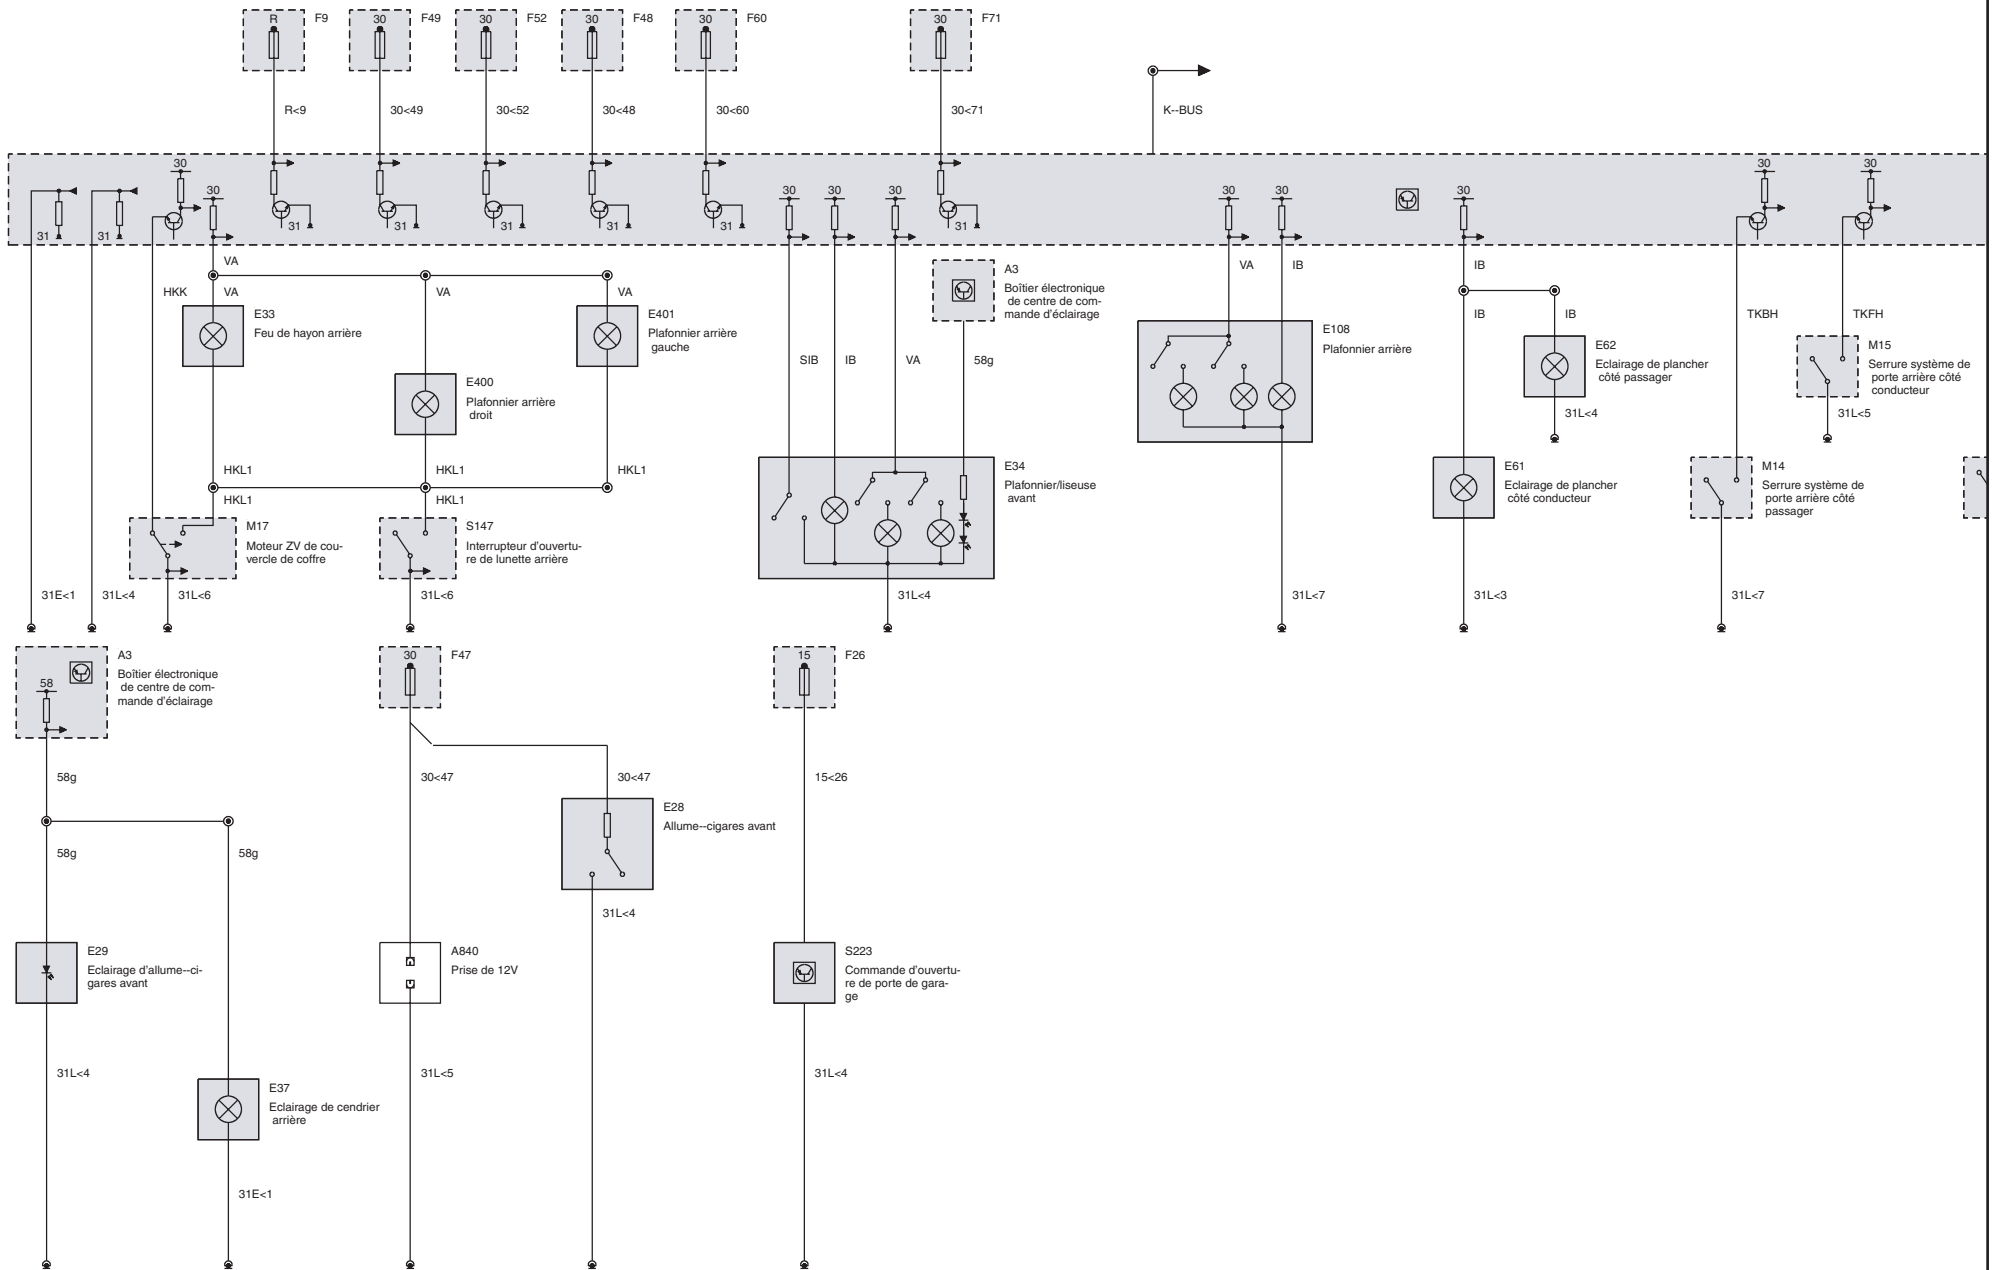 R F9
30 F49
30 F52
30 F48
30 F60
30 F71
R<9
30<49
30<52
30<48
30<60
30<71
K--BUS
30
30
30
30
30
30
30
30
30
30
31
31
31
31
31
31
31
31
VA
HKK
VA
VA
VA
E33
Feu de hayon arrière
E401
Plafonnier arrière
gauche
E400
Plafonnier arrière
droit
HKL1
HKL1
HKL1
HKL1
HKL1
M17
Moteur ZV de cou-
vercle de coffre
S147
Interrupteur d'ouvertu-
re de lunette arrière
31E<1
31L<4
31L<6
31L<6
A3
Boîtier électronique
de centre de com-
mande d'éclairage
SIB
IB
VA
58g
E34
Plafonnier/liseuse
avant
31L<4
VA
IB
E108
Plafonnier arrière
31L<7
IB
IB
IB
E62
Eclairage de plancher
côté passager
31L<4
E61
Eclairage de plancher
côté conducteur
31L<3
TKBH
TKFH
M15
Serrure système de
porte arrière côté
conducteur
31L<5
M14
Serrure système de
porte arrière côté
passager
31L<7
A3
Boîtier électronique
de centre de com-
mande d'éclairage
58
58g
58g
58g
E29
Eclairage d'allume--ci-
gares avant
31L<4
E37
Eclairage de cendrier
arrière
31E<1
30 F47
30<47
30<47
E28
Allume--cigares avant
31L<4
A840
Prise de 12V
31L<5
15 F26
15<26
S223
Commande d'ouvertu-
re de porte de gara-
ge
31L<4